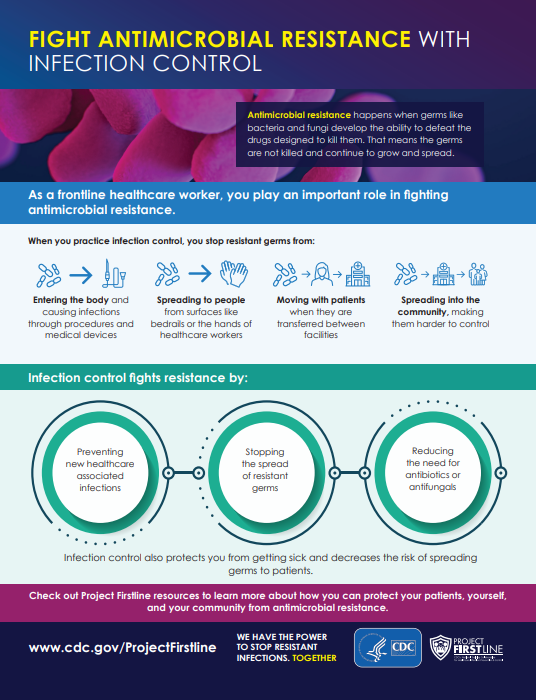 FIGHT ANTIMICROBIAL RESISTANCE WITH
INFECTION CONTROL
Antimicrobial resistance happens when germs like
bacteria and fungi develop the ability to defeat the
drugs designed to kill them. That means the germs
are not killed and continue to grow and spread.
As a frontline healthcare worker, you play an important role in fighting
antimicrobial resistance.
When you practice infection control, you stop resistant germs from:
Entering the body and
causing infections
through procedures and
medical devices
Spreading to people
from surfaces like
bedrails or the hands of
healthcare workers
Moving with patients
when they are
transferred between
facilities
Spreading into the
community, making
them harder to control
Infection control fights resistance by:
Preventing
new healthcare
associated
infections
Stopping
the spread
of resistant
germs
Reducing
the need for
antibiotics or
antifungals
Infection control also protects you from getting sick and decreases the risk of spreading
germs to patients.
Check out Project Firstline resources to learn more about how you can protect your patients, yourself,
and your community from antimicrobial resistance.
www.cdc.gov/ProjectFirstline
WE HAVE THE POWER
TO STOP RESISTANT
INFECTIONS. TOGETHER
CDC
PROJECT
FIRSTLINE